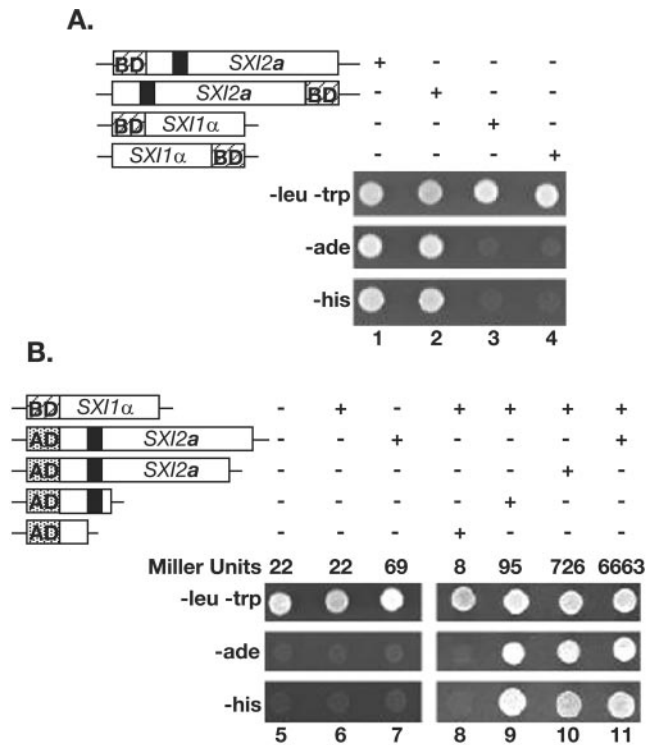 A.
BD SXI2a + - - -
SXI2a BD - + - -
BD SXI1α - - + -
SXI1α BD - - - +
-leu -trp
-ade
-his
1 2 3 4
B.
BD SXI1α - + - + + + +
AD SXI2a - - + - - - +
AD SXI2a - - - - - + -
AD - - - - + - -
AD - - - + - - -
Miller Units 22 22 69 8 95 726 6663
-leu -trp
-ade
-his
5 6 7 8 9 10 11